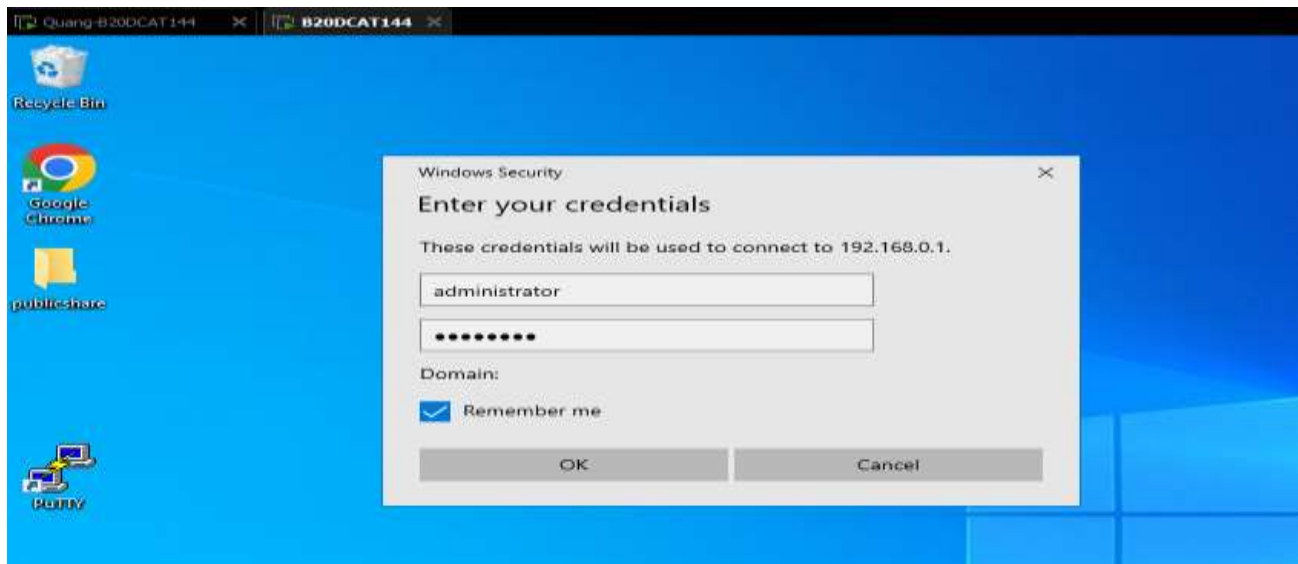 Quang-B20DCAT144
B20DCAT144
Recycle Bin
Google
Chrome
publicshare
PuTTY
Windows Security
Enter your credentials
These credentials will be used to connect to 192.168.0.1.
administrator
Domain:
Remember me
OK
Cancel